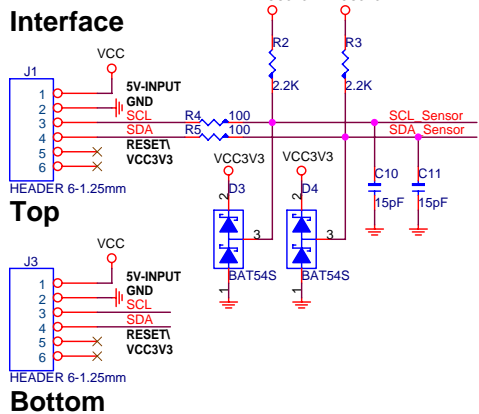 Interface
VCC
R2
R3
J1
2.2K
2.2K
1
5V-INPUT
2
GND
3
SCL
R4
100
SCL_Sensor
4
SDA
R5
100
SDA_Sensor
5
RESET\
6
VCC3V3
HEADER 6-1.25mm
VCC3V3
VCC3V3
C10
C11
15pF
15pF
Top
2
D3
2
D4
3
3
BAT54S
BAT54S
1
1
VCC
J3
1
5V-INPUT
2
GND
3
SCL
4
SDA
5
RESET\
6
VCC3V3
HEADER 6-1.25mm
Bottom